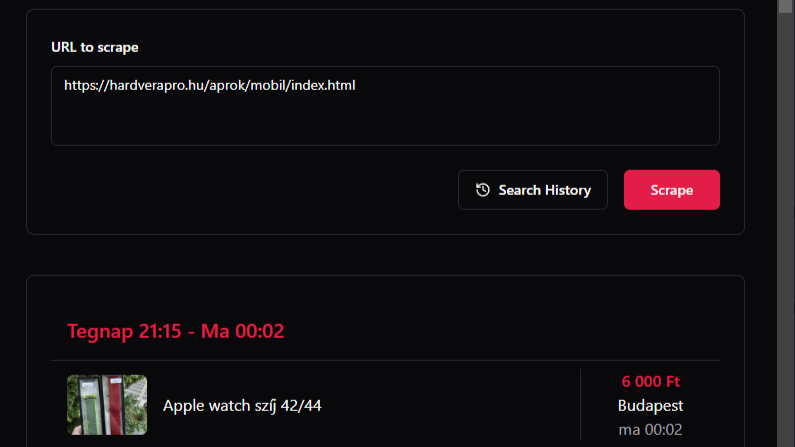 URL to scrape
https://hardverapro.hu/aprok/mobil/index.html
Search History
Scrape
Tegnap 21:15 - Ma 00:02
Apple watch szíj 42/44
6 000 Ft
Budapest
ma 00:02